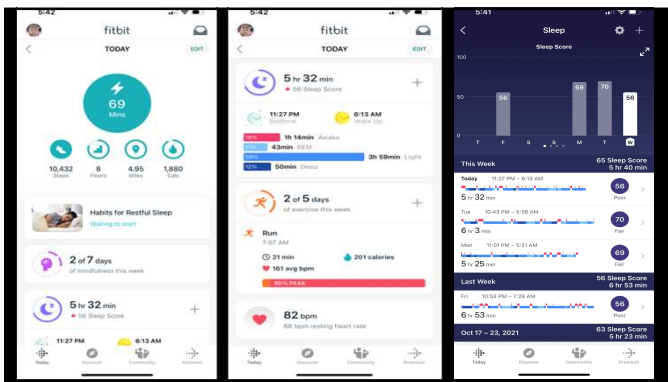 5:42
fitbit
TODAY
EDIT
69
Mins
10,432
Steps
8
Floors
4.95
Miles
1,880
Cals
Habits for Restful Sleep
Waiting to start
2 of 7 days
of mindfulness this week
5 hr 32 min
56 Sleep Score
11:27 PM
6:13 AM
Today
Discover
Community
Premium
5:42
fitbit
TODAY
EDIT
5 hr 32 min
56 Sleep Score
11:27 PM
Bedtime
6:13 AM
Wake Up
16%
1h 14min Awake
43min REM
3h 59min Light
12%
50min Deep
2 of 5 days
of exercise this week
Run
7:07 AM
21 min
201 calories
161 avg bpm
PEAK
82 bpm
68 bpm resting heart rate
Today
Discover
Community
Premium
5:41
Sleep
Sleep Score
100
50
0
56
69
70
56
T F S S M T W
This Week
65 Sleep Score
5 hr 40 min
Today 11:27 PM – 6:13 AM
5 hr 32 min
56
Poor
Tue 10:43 PM – 5:56 AM
6 hr 3 min
70
Fair
Mon 11:01 PM – 5:21 AM
5 hr 25 min
69
Fair
Last Week
56 Sleep Score
6 hr 53 min
Fri 10:53 PM – 7:29 AM
6 hr 53 min
56
Poor
Oct 17 – 23, 2021
63 Sleep Score
5 hr 23 min
Today
Discover
Community
Premium